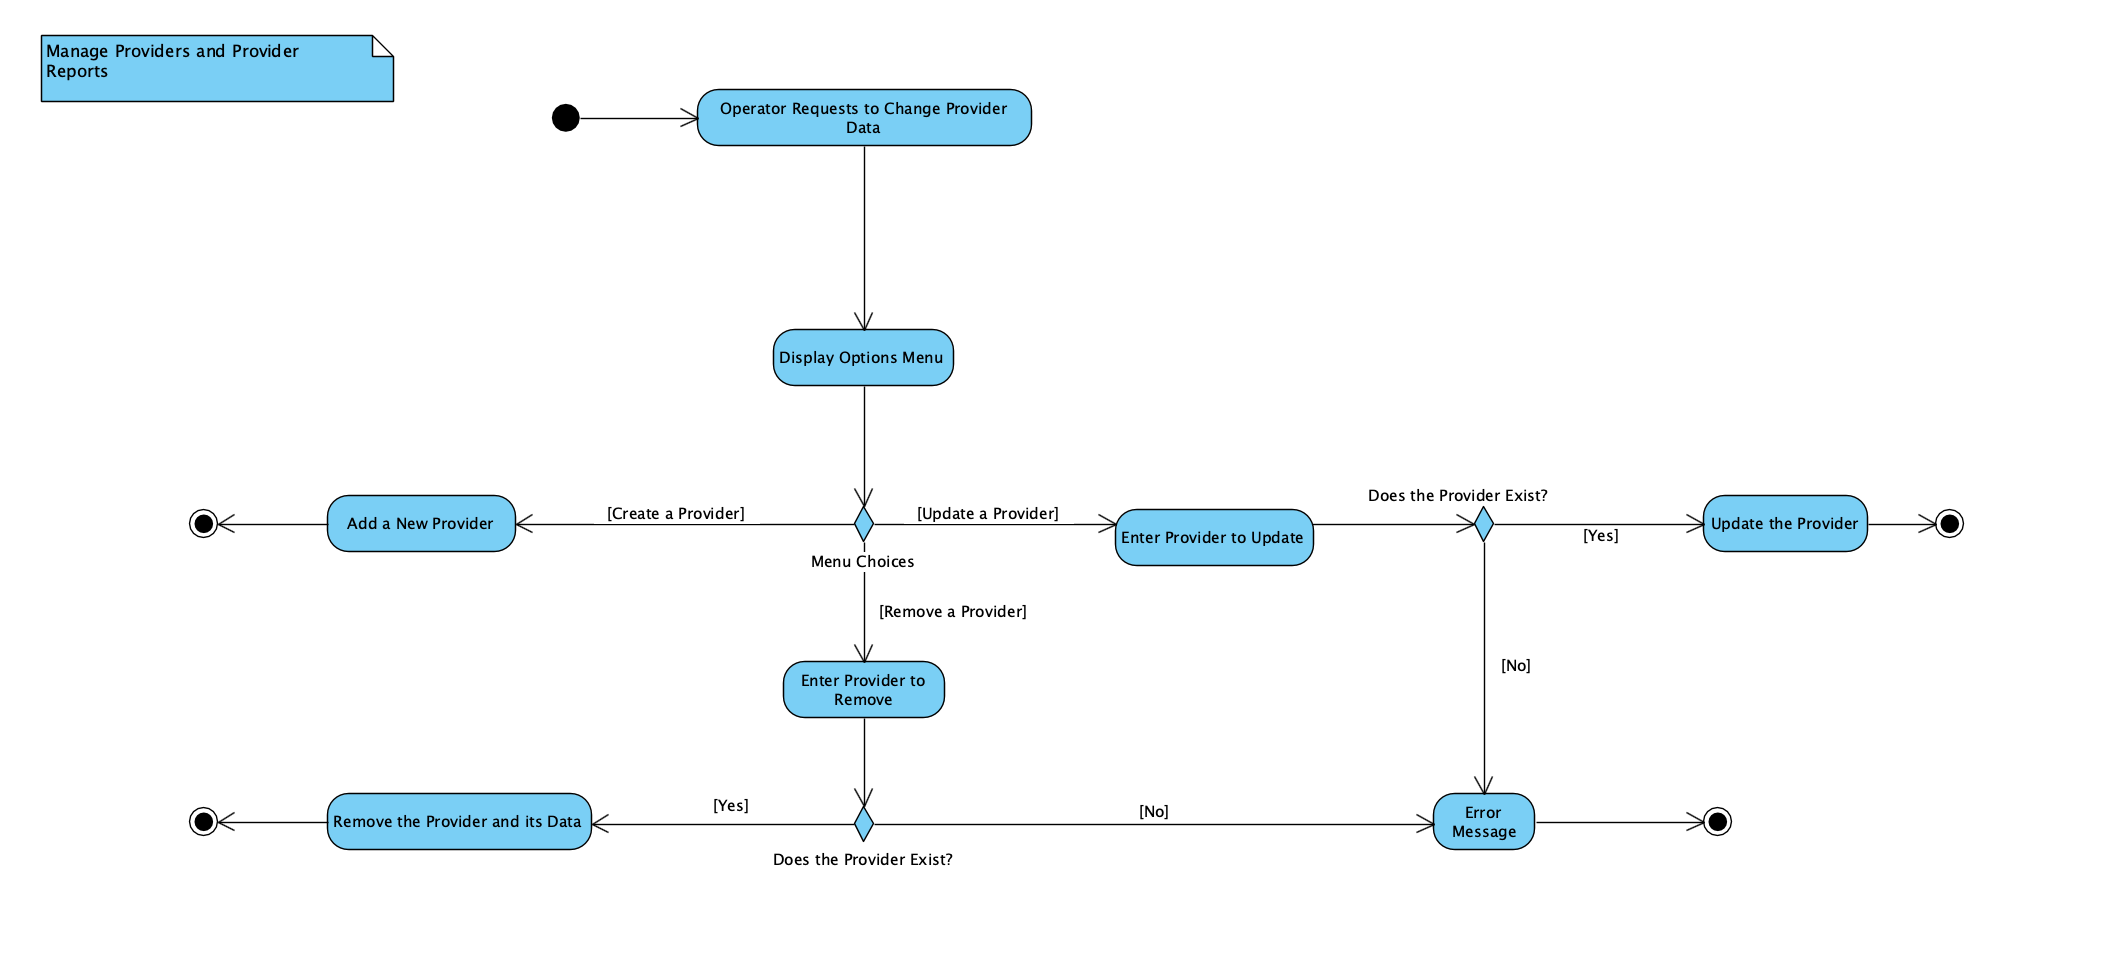 Manage Providers and Provider
Reports
Operator Requests to Change Provider
Data
Display Options Menu
Add a New Provider
[Create a Provider]
[Update a Provider]
Menu Choices
Enter Provider to Update
Does the Provider Exist?
[Yes]
Update the Provider
[Remove a Provider]
[No]
Enter Provider to
Remove
Remove the Provider and its Data
[Yes]
Does the Provider Exist?
[No]
Error
Message